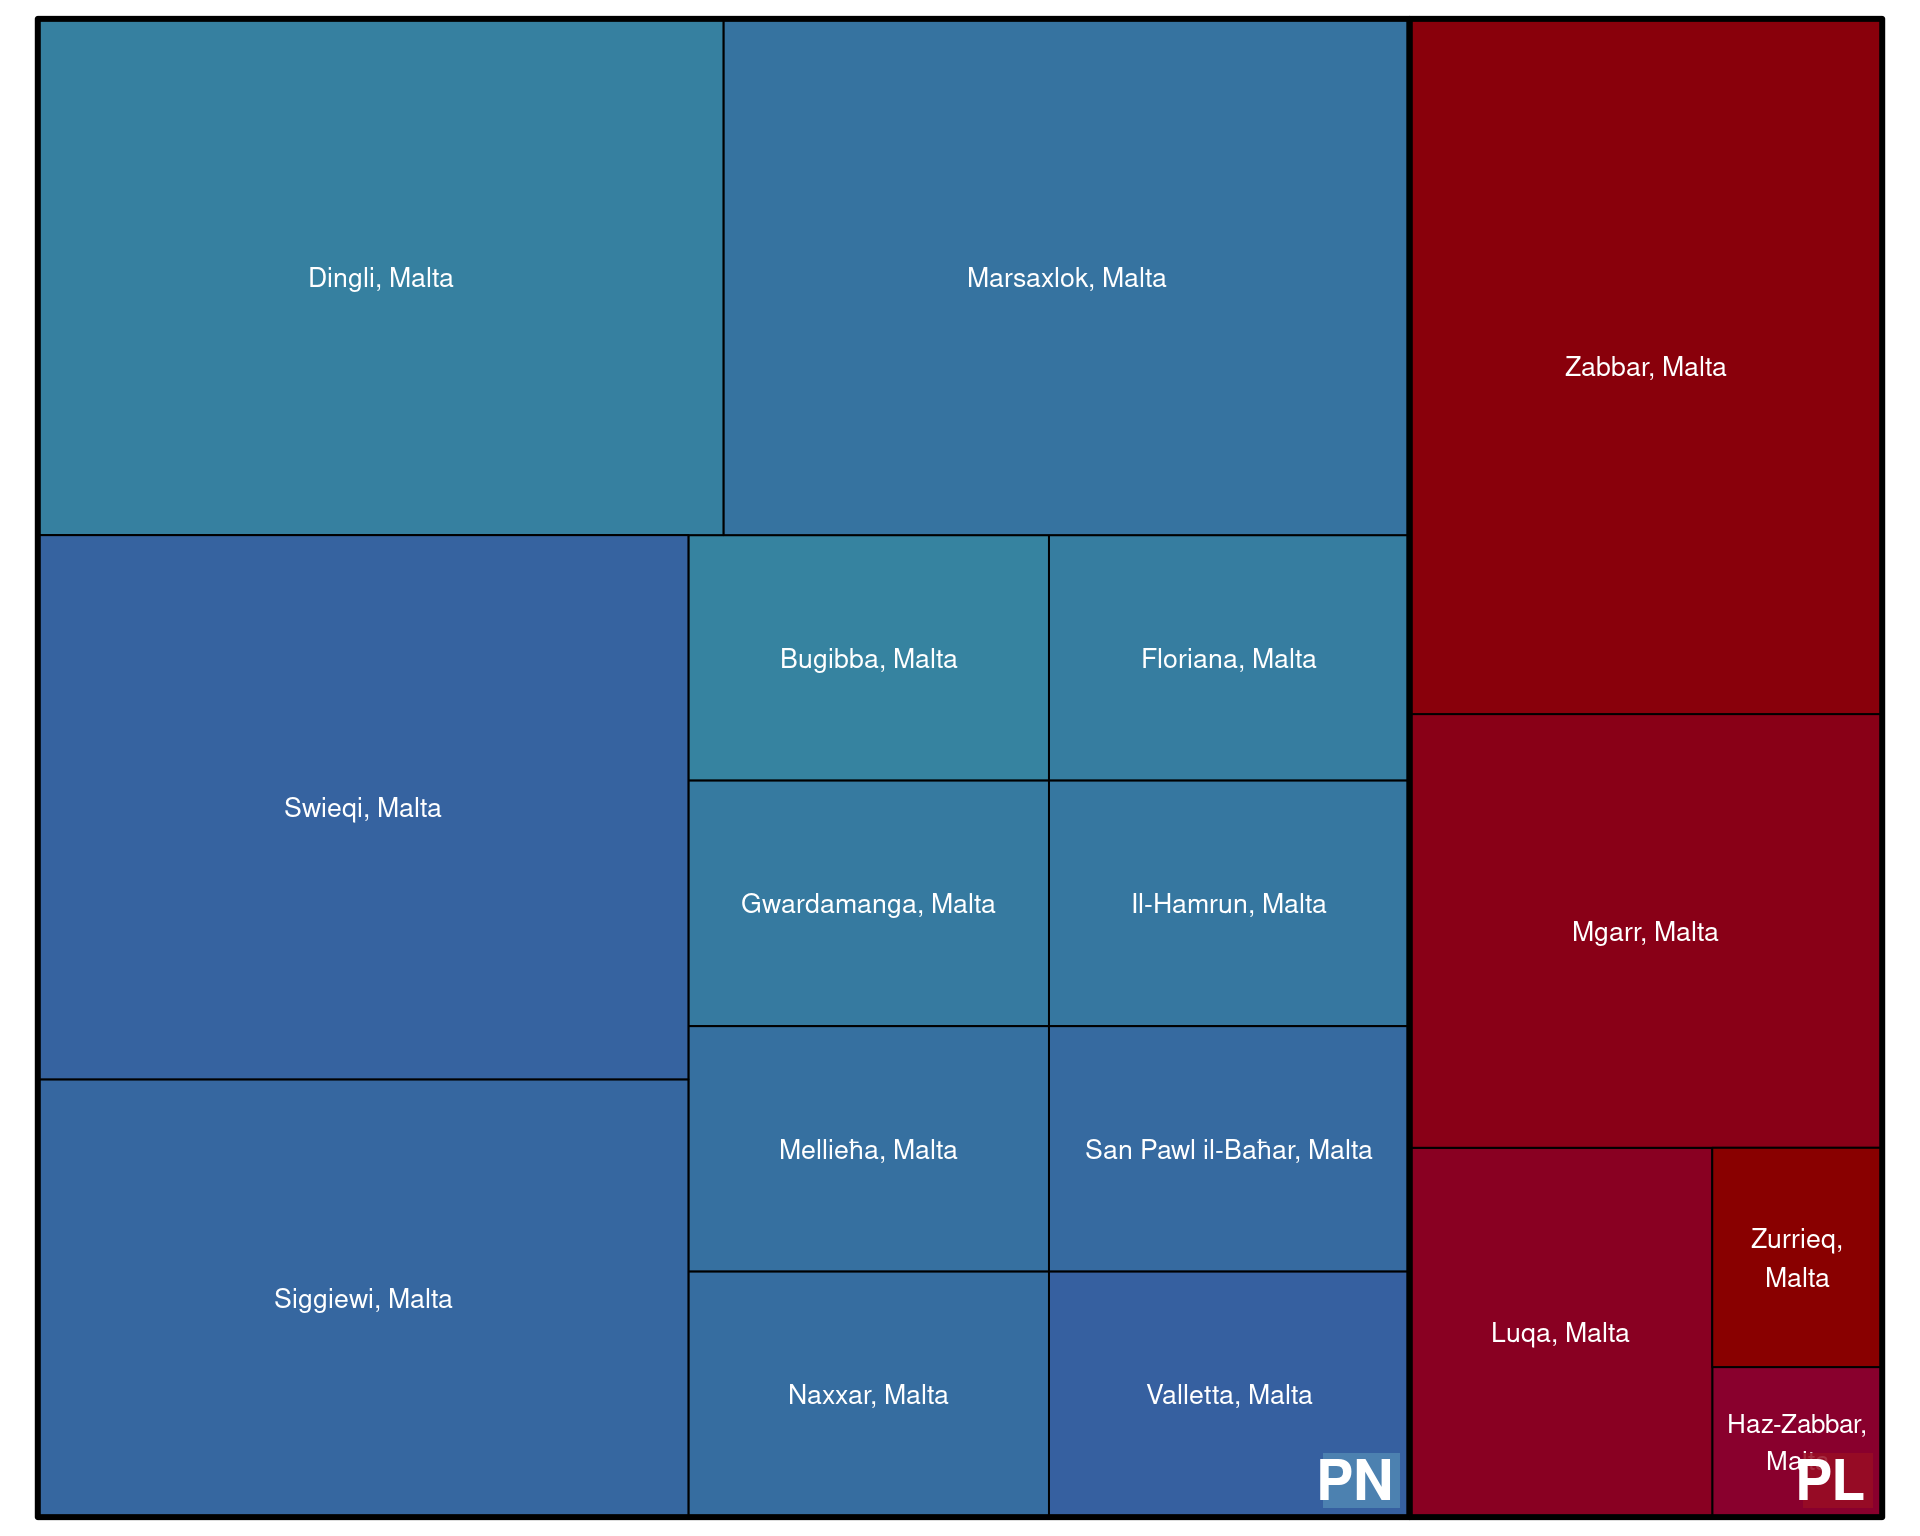 Dingli, Malta
Marsaxlok, Malta
Zabbar, Malta
Swieqi, Malta
Bugibba, Malta
Floriana, Malta
Gwardamanga, Malta
Il-Hamrun, Malta
Mgarr, Malta
Mellieħa, Malta
San Pawl il-Baħar, Malta
Siggiewi, Malta
Naxxar, Malta
Valletta, Malta
PN
Luqa, Malta
Zurrieq,
Malta
Haz-Zabbar,
Malta
PL